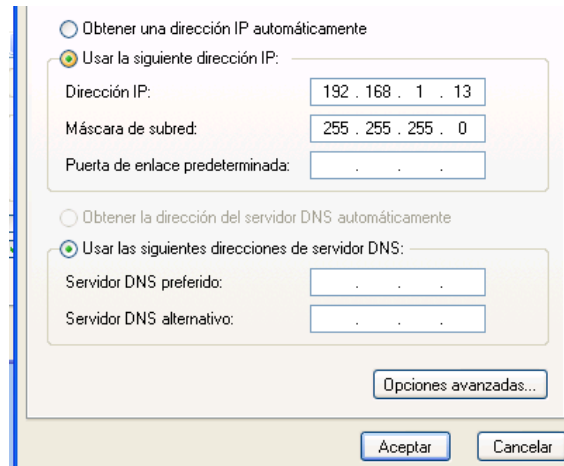 Obtener una dirección IP automáticamente
Usar la siguiente dirección IP:
Dirección IP: 192 . 168 . 1 . 13
Máscara de subred: 255 . 255 . 255 . 0
Puerta de enlace predeterminada: . . .
Obtener la dirección del servidor DNS automáticamente
Usar las siguientes direcciones de servidor DNS:
Servidor DNS preferido: . . .
Servidor DNS alternativo: . . .
Opciones avanzadas...
Aceptar Cancelar